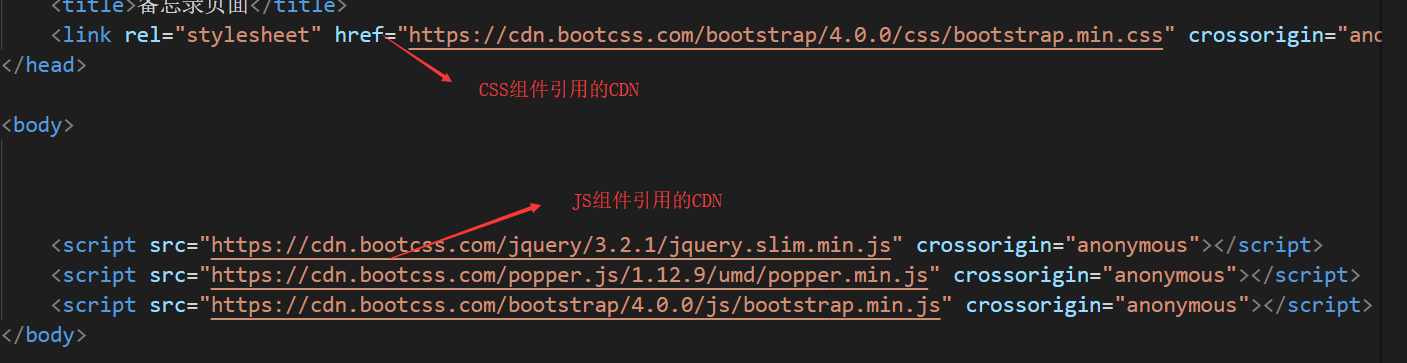 <title>备忘录页面</title>
<link rel="stylesheet" href="https://cdn.bootcss.com/bootstrap/4.0.0/css/bootstrap.min.css" crossorigin="
</head>
CSS组件引用的CDN
<body>
JS组件引用的CDN
<script src="https://cdn.bootcss.com/jquery/3.2.1/jquery.slim.min.js" crossorigin="anonymous"></script>
<script src="https://cdn.bootcss.com/popper.js/1.12.9/umd/popper.min.js" crossorigin="anonymous"></script>
<script src="https://cdn.bootcss.com/bootstrap/4.0.0/js/bootstrap.min.js" crossorigin="anonymous"></script>
</body>